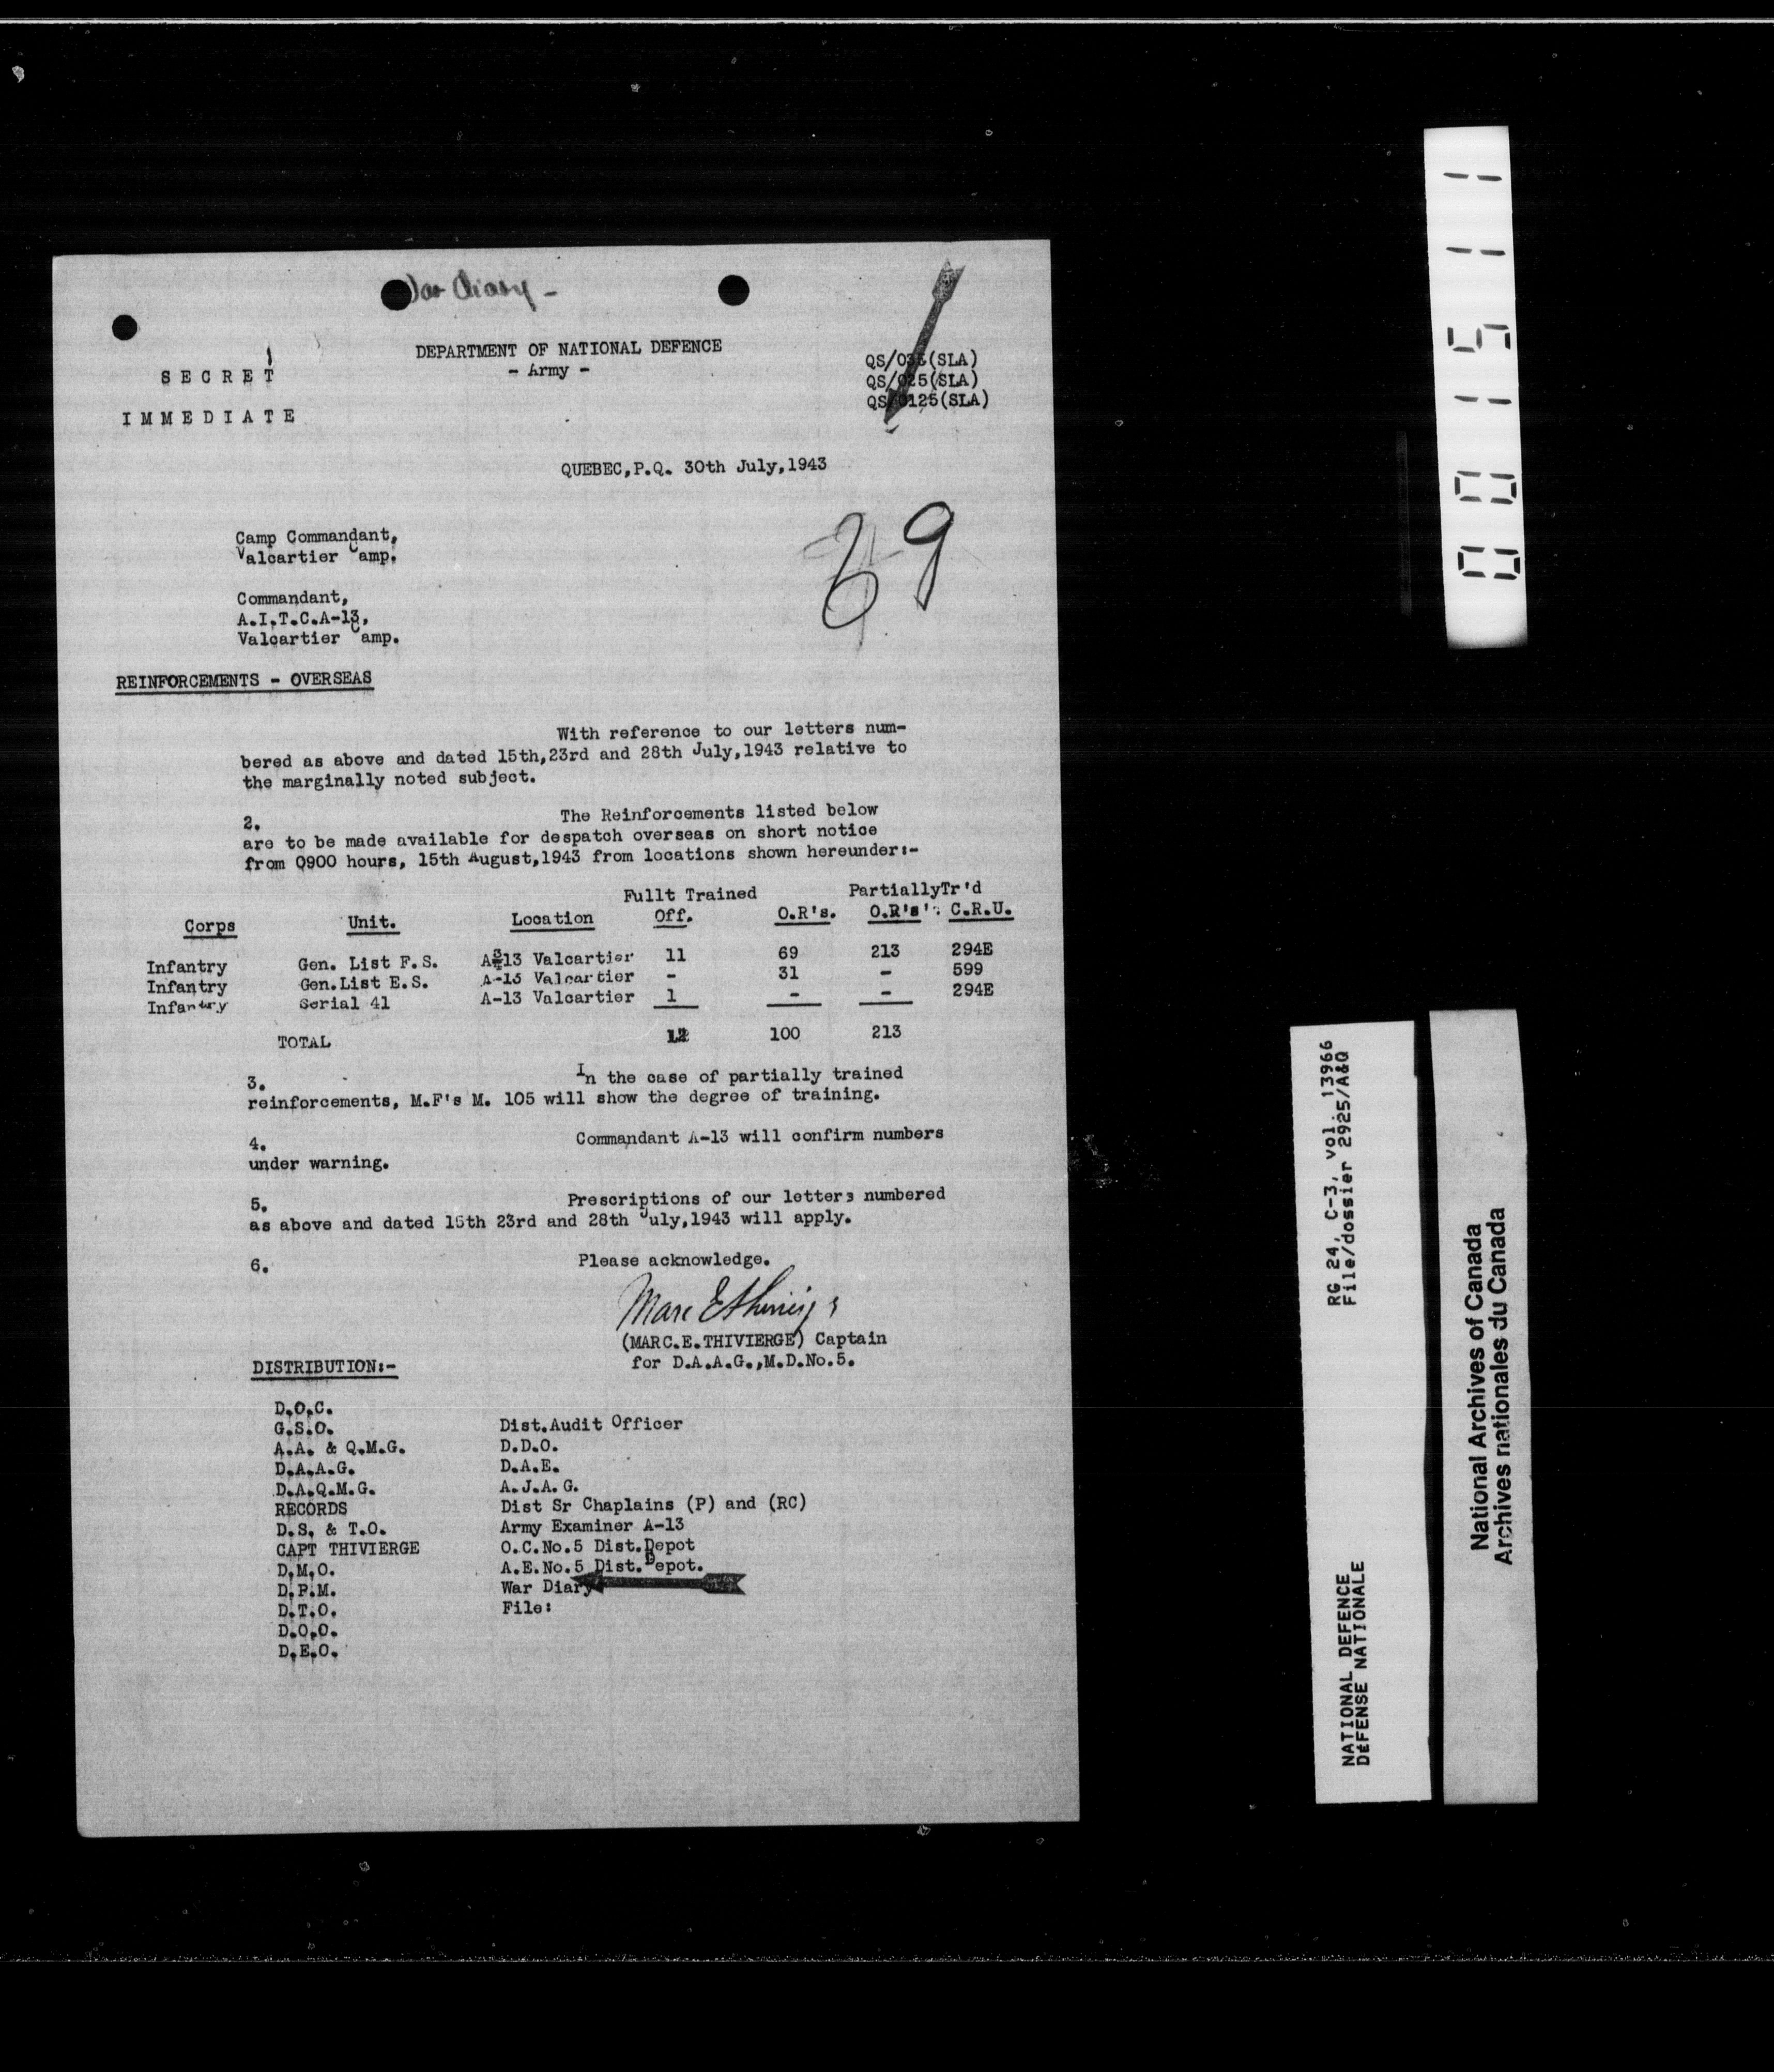 War Diary -
DEPARTMENT OF NATIONAL DEFENCE
- Army -
SECRET
IMMEDIATE
QS/035(SLA)
QS/025(SLA)
QS/0125(SLA)
QUEBEC,P.Q. 30th July,1943
Camp Commandant,
Valcartier Camp.
Commandant,
A.I.T.C.A-13,
Valcartier Camp.
REINFORCEMENTS - OVERSEAS
With reference to our letters num-
bered as above and dated 15th,23rd and 28th July,1943 relative to
the marginally noted subject.
2. The Reinforcements listed below
are to be made available for despatch overseas on short notice
from 0900 hours, 15th August,1943 from locations shown hereunder:-
Fullt Trained PartiallyTr'd
Corps Unit. Location Off. O.R's. O.R's'. C.R.U.
Infantry Gen. List F.S. A-13 Valcartier 11 69 213 294E
Infantry Gen.List E.S. A-13 Valcartier - 31 - 599
Infantry Serial 41 A-13 Valcartier 1 - - 294E
TOTAL 12 100 213
3. In the case of partially trained
reinforcements, M.F's M. 105 will show the degree of training.
4. Commandant A-13 will confirm numbers
under warning.
5. Prescriptions of our letters numbered
as above and dated 15th 23rd and 28th July,1943 will apply.
6. Please acknowledge.
Marc E Thivierge
(MARC.E.THIVIERGE) Captain
for D.A.A.G.,M.D.No.5.
DISTRIBUTION:-
D.O.C.
G.S.O.
A.A. & Q.M.G.
D.A.A.G.
D.A.Q.M.G.
RECORDS
D.S. & T.O.
CAPT THIVIERGE
D.M.O.
D.P.M.
D.T.O.
D.O.O.
D.E.O.
Dist.Audit Officer
D.D.O.
D.A.E.
A.J.A.G.
Dist Sr Chaplains (P) and (RC)
Army Examiner A-13
O.C.No.5 Dist.Depot
A.E.No.5 Dist.Depot.
War Diary
File:
001511
RG 24, C-3, vol. 13966
File/dossier 2925/A&Q
NATIONAL DEFENCE
DéFENSE NATIONALE
National Archives of Canada
Archives nationales du Canada